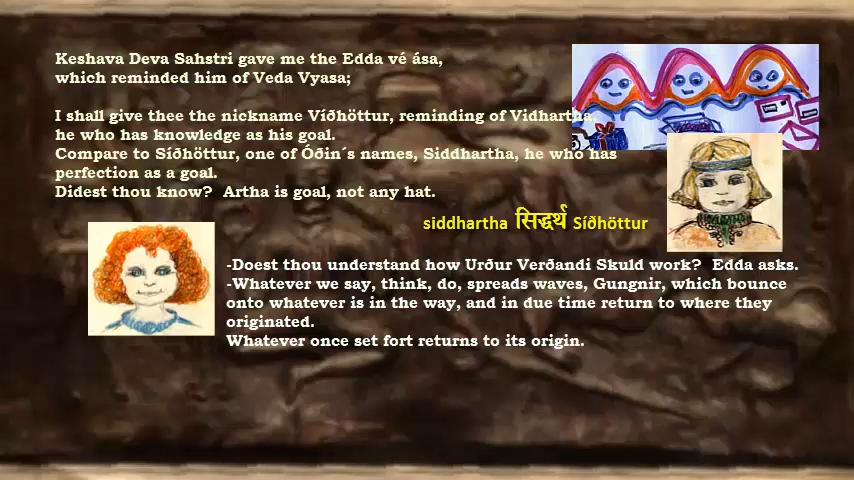 Keshava Deva Sahstri gave me the Edda vé ása,
which reminded him of Veda Vyasa;
I shall give thee the nickname Víðhöttur, reminding of Vidhartha,
he who has knowledge as his goal.
Compare to Síðhöttur, one of Óðin´s names, Siddhartha, he who has
perfection as a goal.
Didest thou know?  Artha is goal, not any hat.
siddhartha सिद्धर्थ Síðhöttur
-Doest thou understand how Urður Verðandi Skuld work?  Edda asks.
-Whatever we say, think, do, spreads waves, Gungnir, which bounce
onto whatever is in the way, and in due time return to where they
originated.
Whatever once set fort returns to its origin.